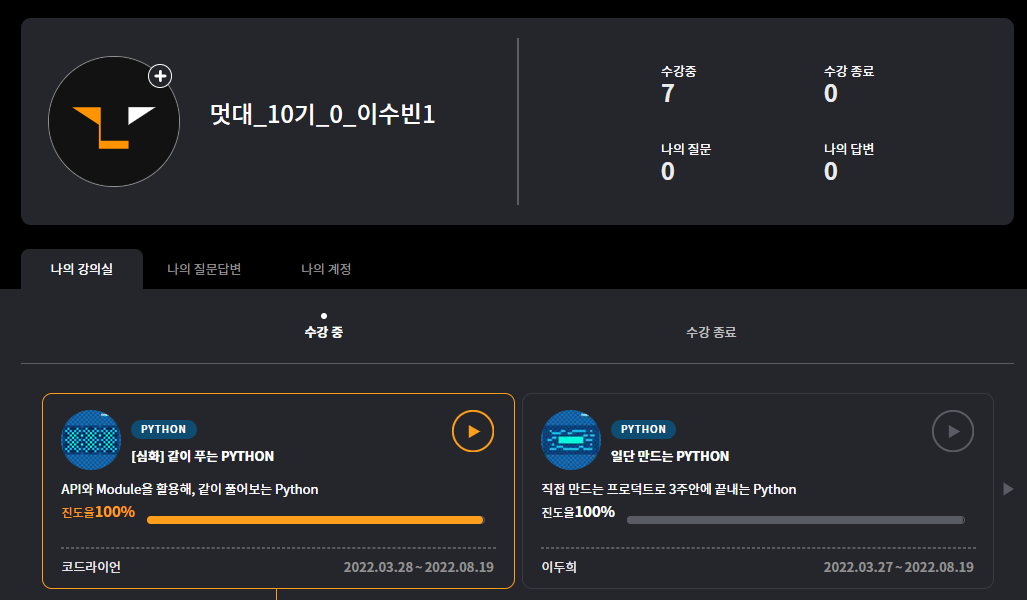 멋대_10기_0_이수빈1
수강중
7
수강 종료
0
나의 질문
0
나의 답변
0
나의 강의실
나의 질문답변
나의 계정
수강 중
수강 종료
PYTHON
[심화] 같이 푸는 PYTHON
API와 Module을 활용해, 같이 풀어보는 Python
진도율100%
코드라이언
2022.03.28 ~ 2022.08.19
PYTHON
일단 만드는 PYTHON
직접 만드는 프로덕트로 3주안에 끝내는 Python
진도율100%
이두희
2022.03.27 ~ 2022.08.19